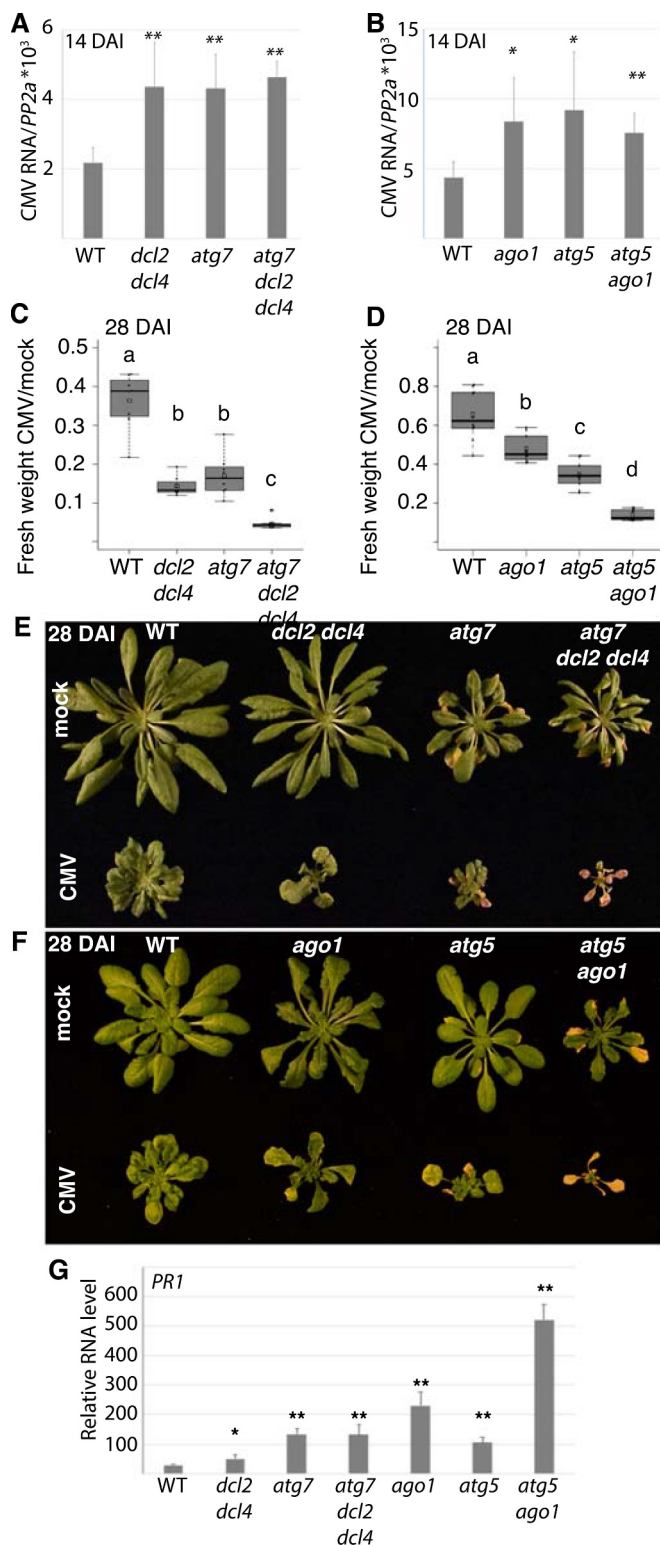 A
14 DAI
CMV RNA/PP2a *10³
6
4
2
** ** **
WT dcl2 atg7 atg7
dcl4 dcl2
dcl4
B
14 DAI
CMV RNA/PP2a *10³
15
10
5
* * **
WT ago1 atg5 atg5
ago1
C
28 DAI
Fresh weight CMV/mock
0.5
0.4
0.3
0.2
0.1
a b b c
WT dcl2 atg7 atg7
dcl4 dcl2
dcl4
D
28 DAI
Fresh weight CMV/mock
0.8
0.6
0.4
0.2
a b c d
WT ago1 atg5 atg5
ago1
E
28 DAI WT dcl2 dcl4 atg7 atg7
dcl2 dcl4
mock
CMV
F
28 DAI WT ago1 atg5 atg5
ago1
mock
CMV
G
PR1
Relative RNA level
600
500
400
300
200
100
* ** ** ** ** **
WT dcl2 atg7 atg7 ago1 atg5 atg5
dcl4 dcl2 ago1
dcl4